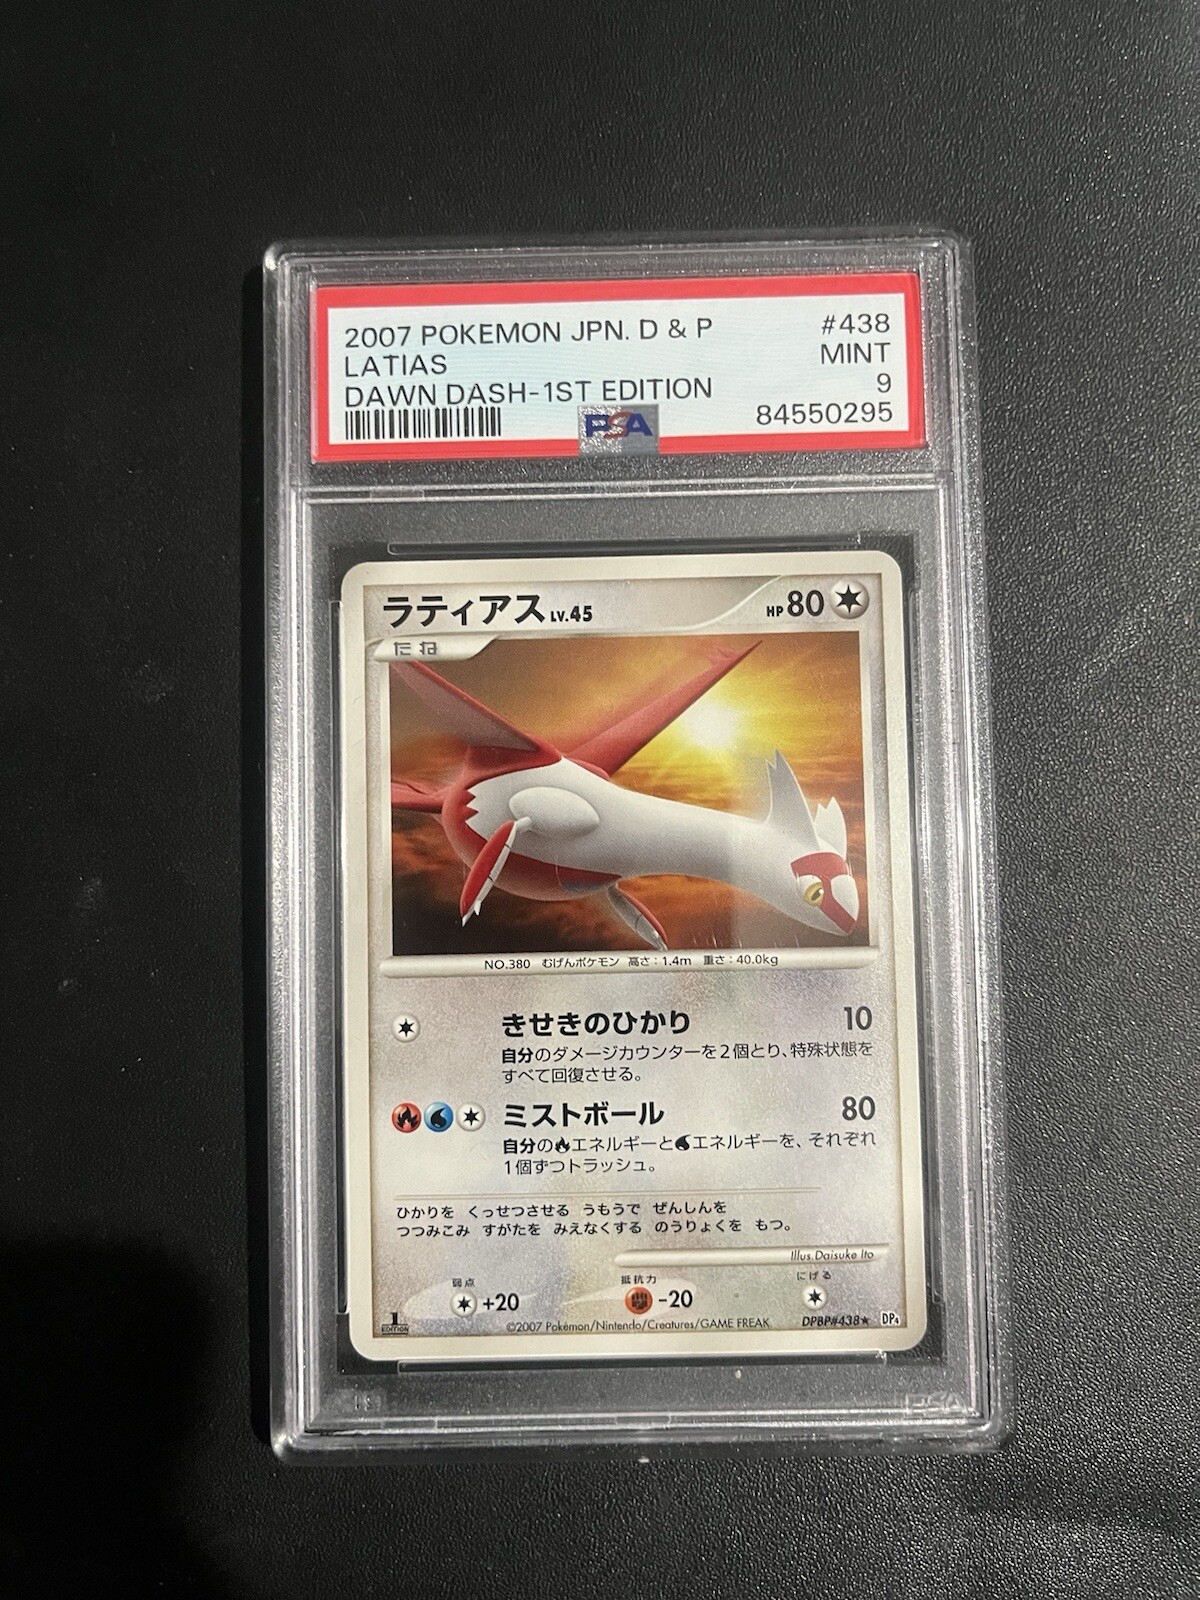 2007 POKEMON JPN. D & P #438
LATIAS MINT
DAWN DASH-1ST EDITION 9
PSA 84550295
ラティアス LV.45 HP 80
たね
NO.380 むげんポケモン 高さ：1.4m 重さ：40.0kg
きせきのひかり 10
自分のダメージカウンターを2個とり、特殊状態を
すべて回復させる。
ミストボール 80
自分の🔥エネルギーと💧エネルギーを、それぞれ
1個ずつトラッシュ。
ひかりを くっせつさせる うもうで ぜんしんを
つつみこみ すがたを みえなくする のうりょくを もつ。
Illus. Daisuke Ito
弱点 抵抗力 にげる
+20 -20
1 EDITION ©2007 Pokémon/Nintendo/Creatures/GAME FREAK DPBP#438★ DP4
PSA